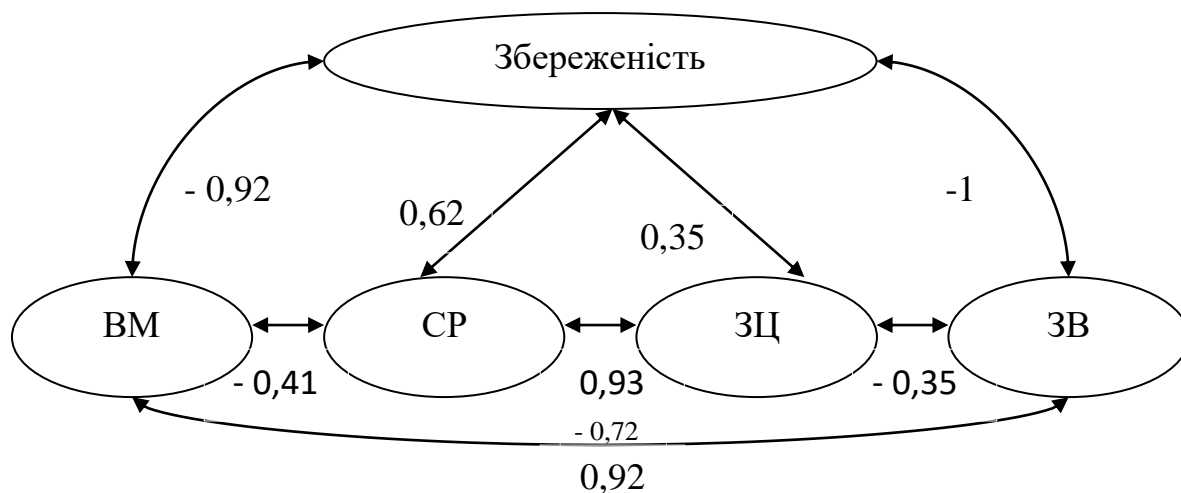 Збереженість
- 0,92
-1
0,62
0,35
ВМ
СР
ЗЦ
ЗВ
- 0,41
0,93
- 0,35
- 0,72
0,92